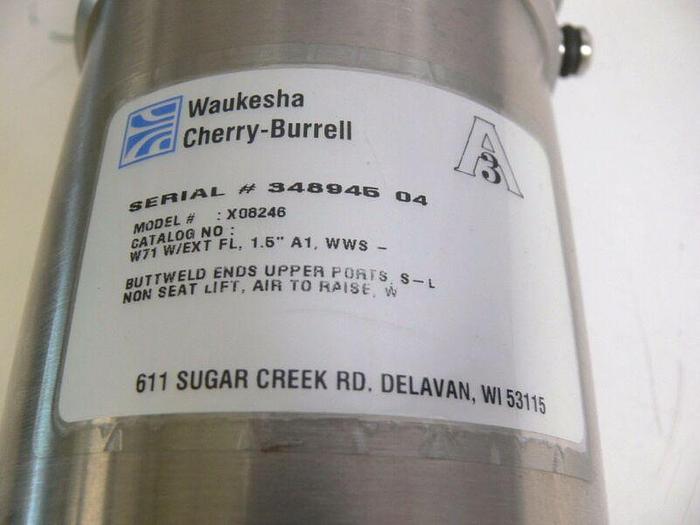 Waukesha
Cherry-Burrell
A
3
SERIAL # 348945 04
MODEL # : X08246
CATALOG NO :
W71 W/EXT FL, 1.5" A1, WWS -
BUTTWELD ENDS UPPER PORTS, S-L
NON SEAT LIFT, AIR TO RAISE, W
611 SUGAR CREEK RD. DELAVAN, WI 53115